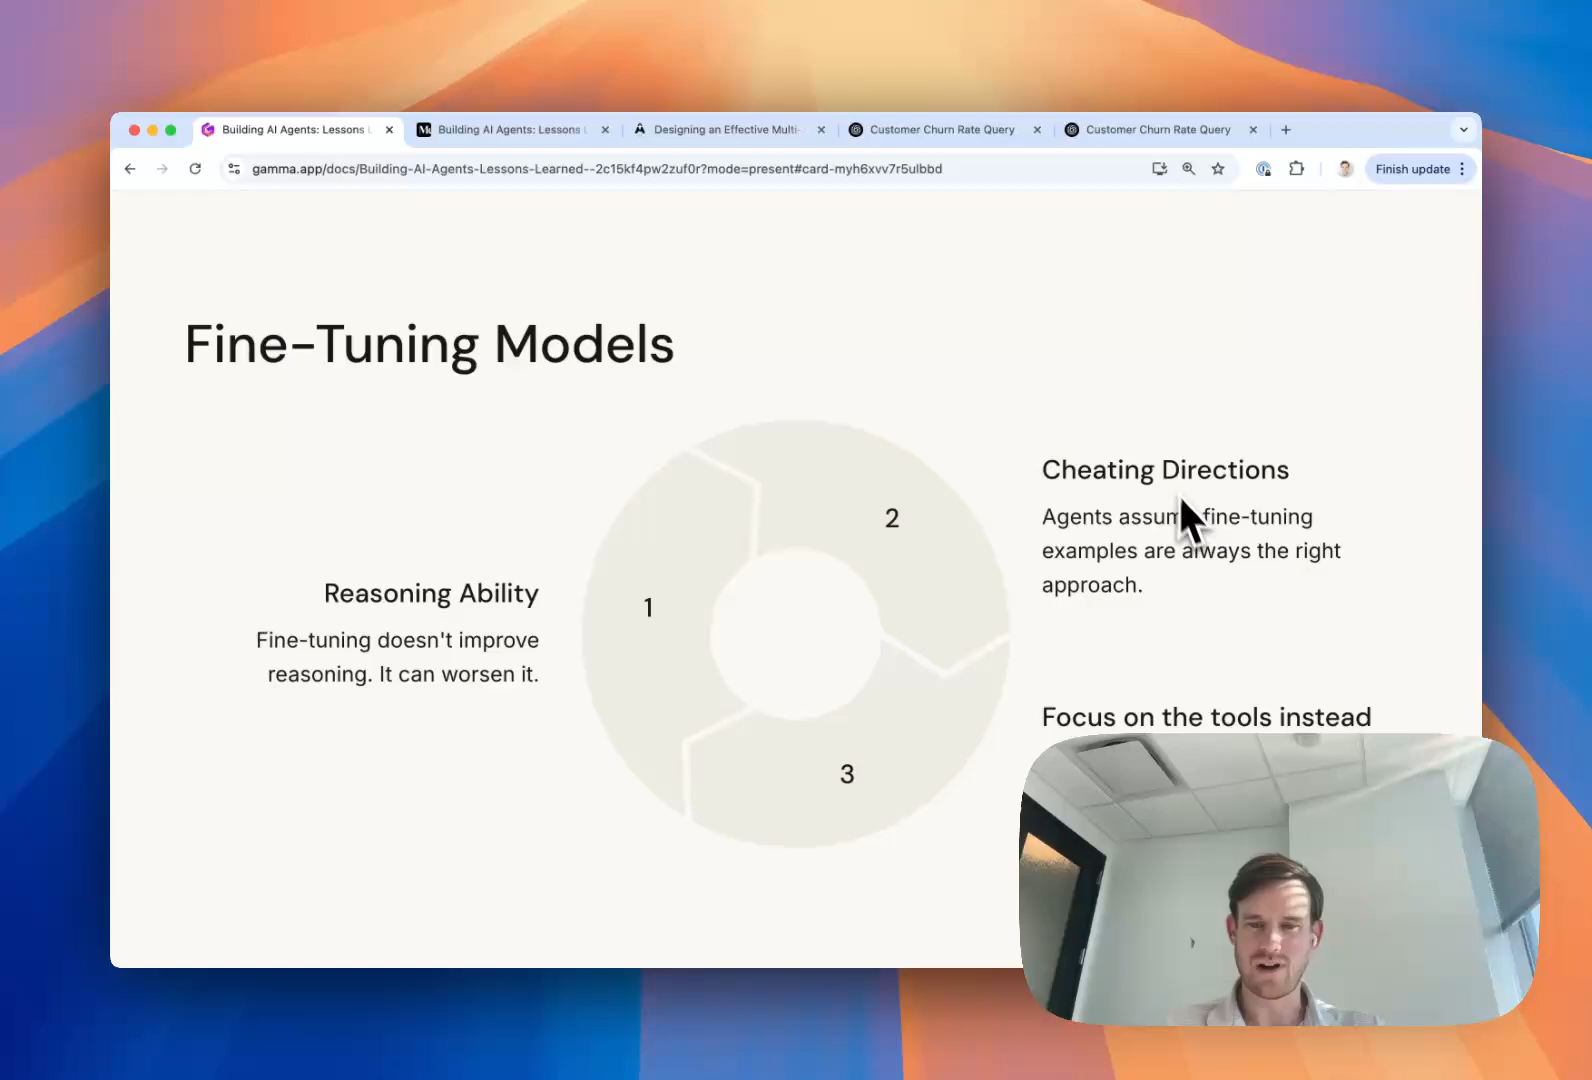 Building AI Agents: Lessons L
Building AI Agents: Lessons L
Designing an Effective Multi-
Customer Churn Rate Query
Customer Churn Rate Query
gamma.app/docs/Building-AI-Agents-Lessons-Learned--2c15kf4pw2zuf0r?mode=present#card-myh6xvv7r5ulbbd
Finish update
Fine-Tuning Models
Reasoning Ability
Fine-tuning doesn't improve
reasoning. It can worsen it.
1
2
3
Cheating Directions
Agents assume fine-tuning
examples are always the right
approach.
Focus on the tools instead